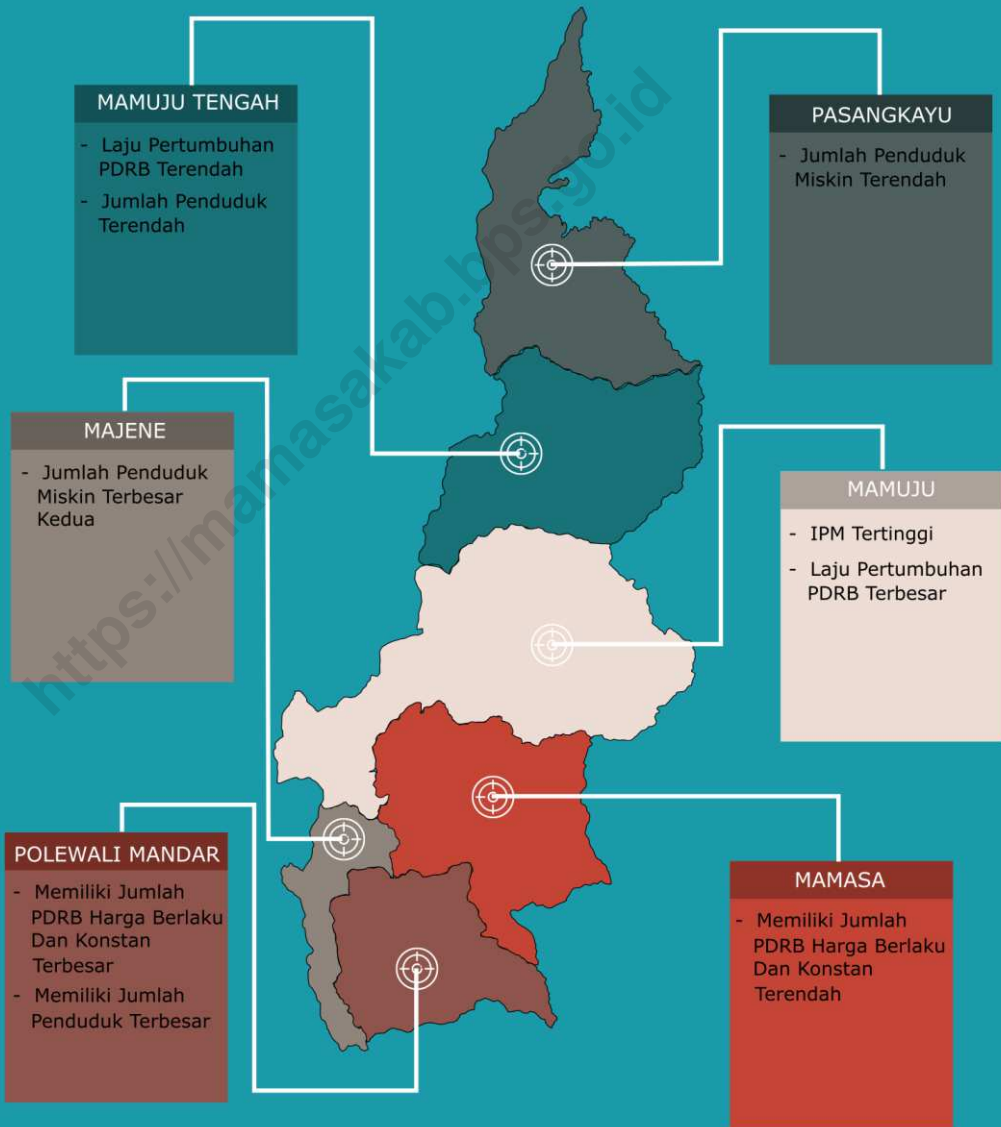 MAMUJU TENGAH
- Laju Pertumbuhan
PDRB Terendah
- Jumlah Penduduk
Terendah
PASANGKAYU
- Jumlah Penduduk
Miskin Terendah
MAJENE
- Jumlah Penduduk
Miskin Terbesar
Kedua
MAMUJU
- IPM Tertinggi
- Laju Pertumbuhan
PDRB Terbesar
POLEWALI MANDAR
- Memiliki Jumlah
PDRB Harga Berlaku
Dan Konstan
Terbesar
- Memiliki Jumlah
Penduduk Terbesar
MAMASA
- Memiliki Jumlah
PDRB Harga Berlaku
Dan Konstan
Terendah
https://mamasakab.bps.go.id